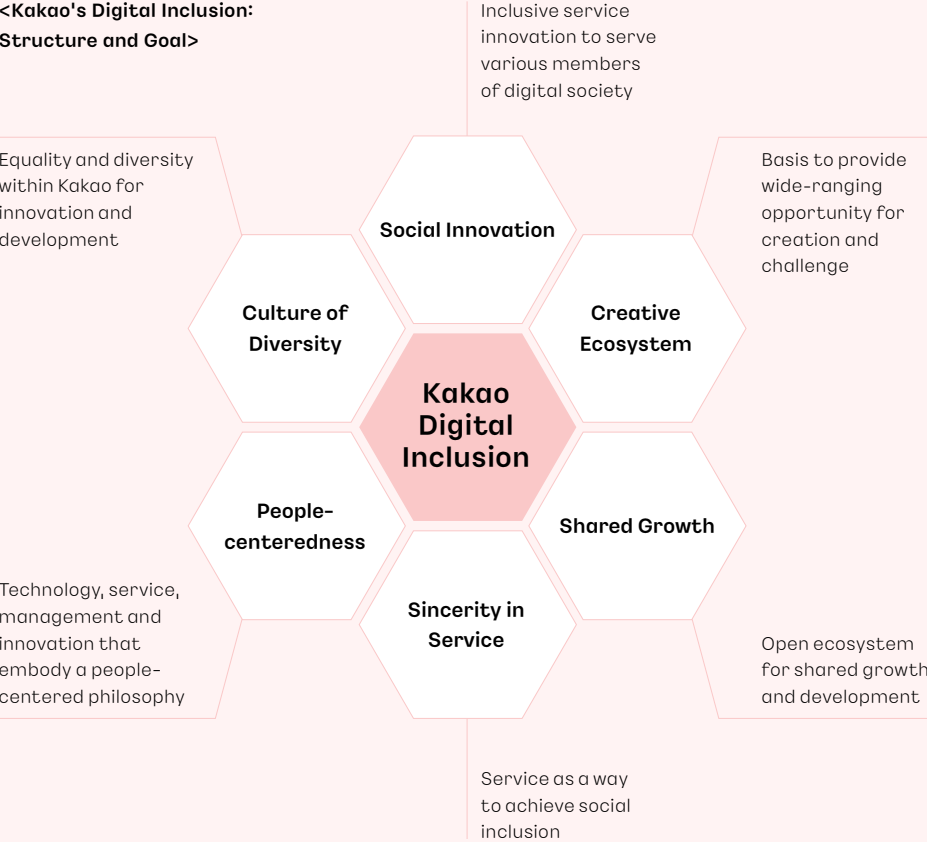 <Kakao's Digital Inclusion:
Structure and Goal>
Inclusive service
innovation to serve
various members
of digital society
Equality and diversity
within Kakao for
innovation and
development
Basis to provide
wide-ranging
opportunity for
creation and
challenge
Social Innovation
Culture of
Diversity
Creative
Ecosystem
Kakao
Digital
Inclusion
People-
centeredness
Shared Growth
Sincerity in
Service
Technology, service,
management and
innovation that
embody a people-
centered philosophy
Open ecosystem
for shared growth
and development
Service as a way
to achieve social
inclusion